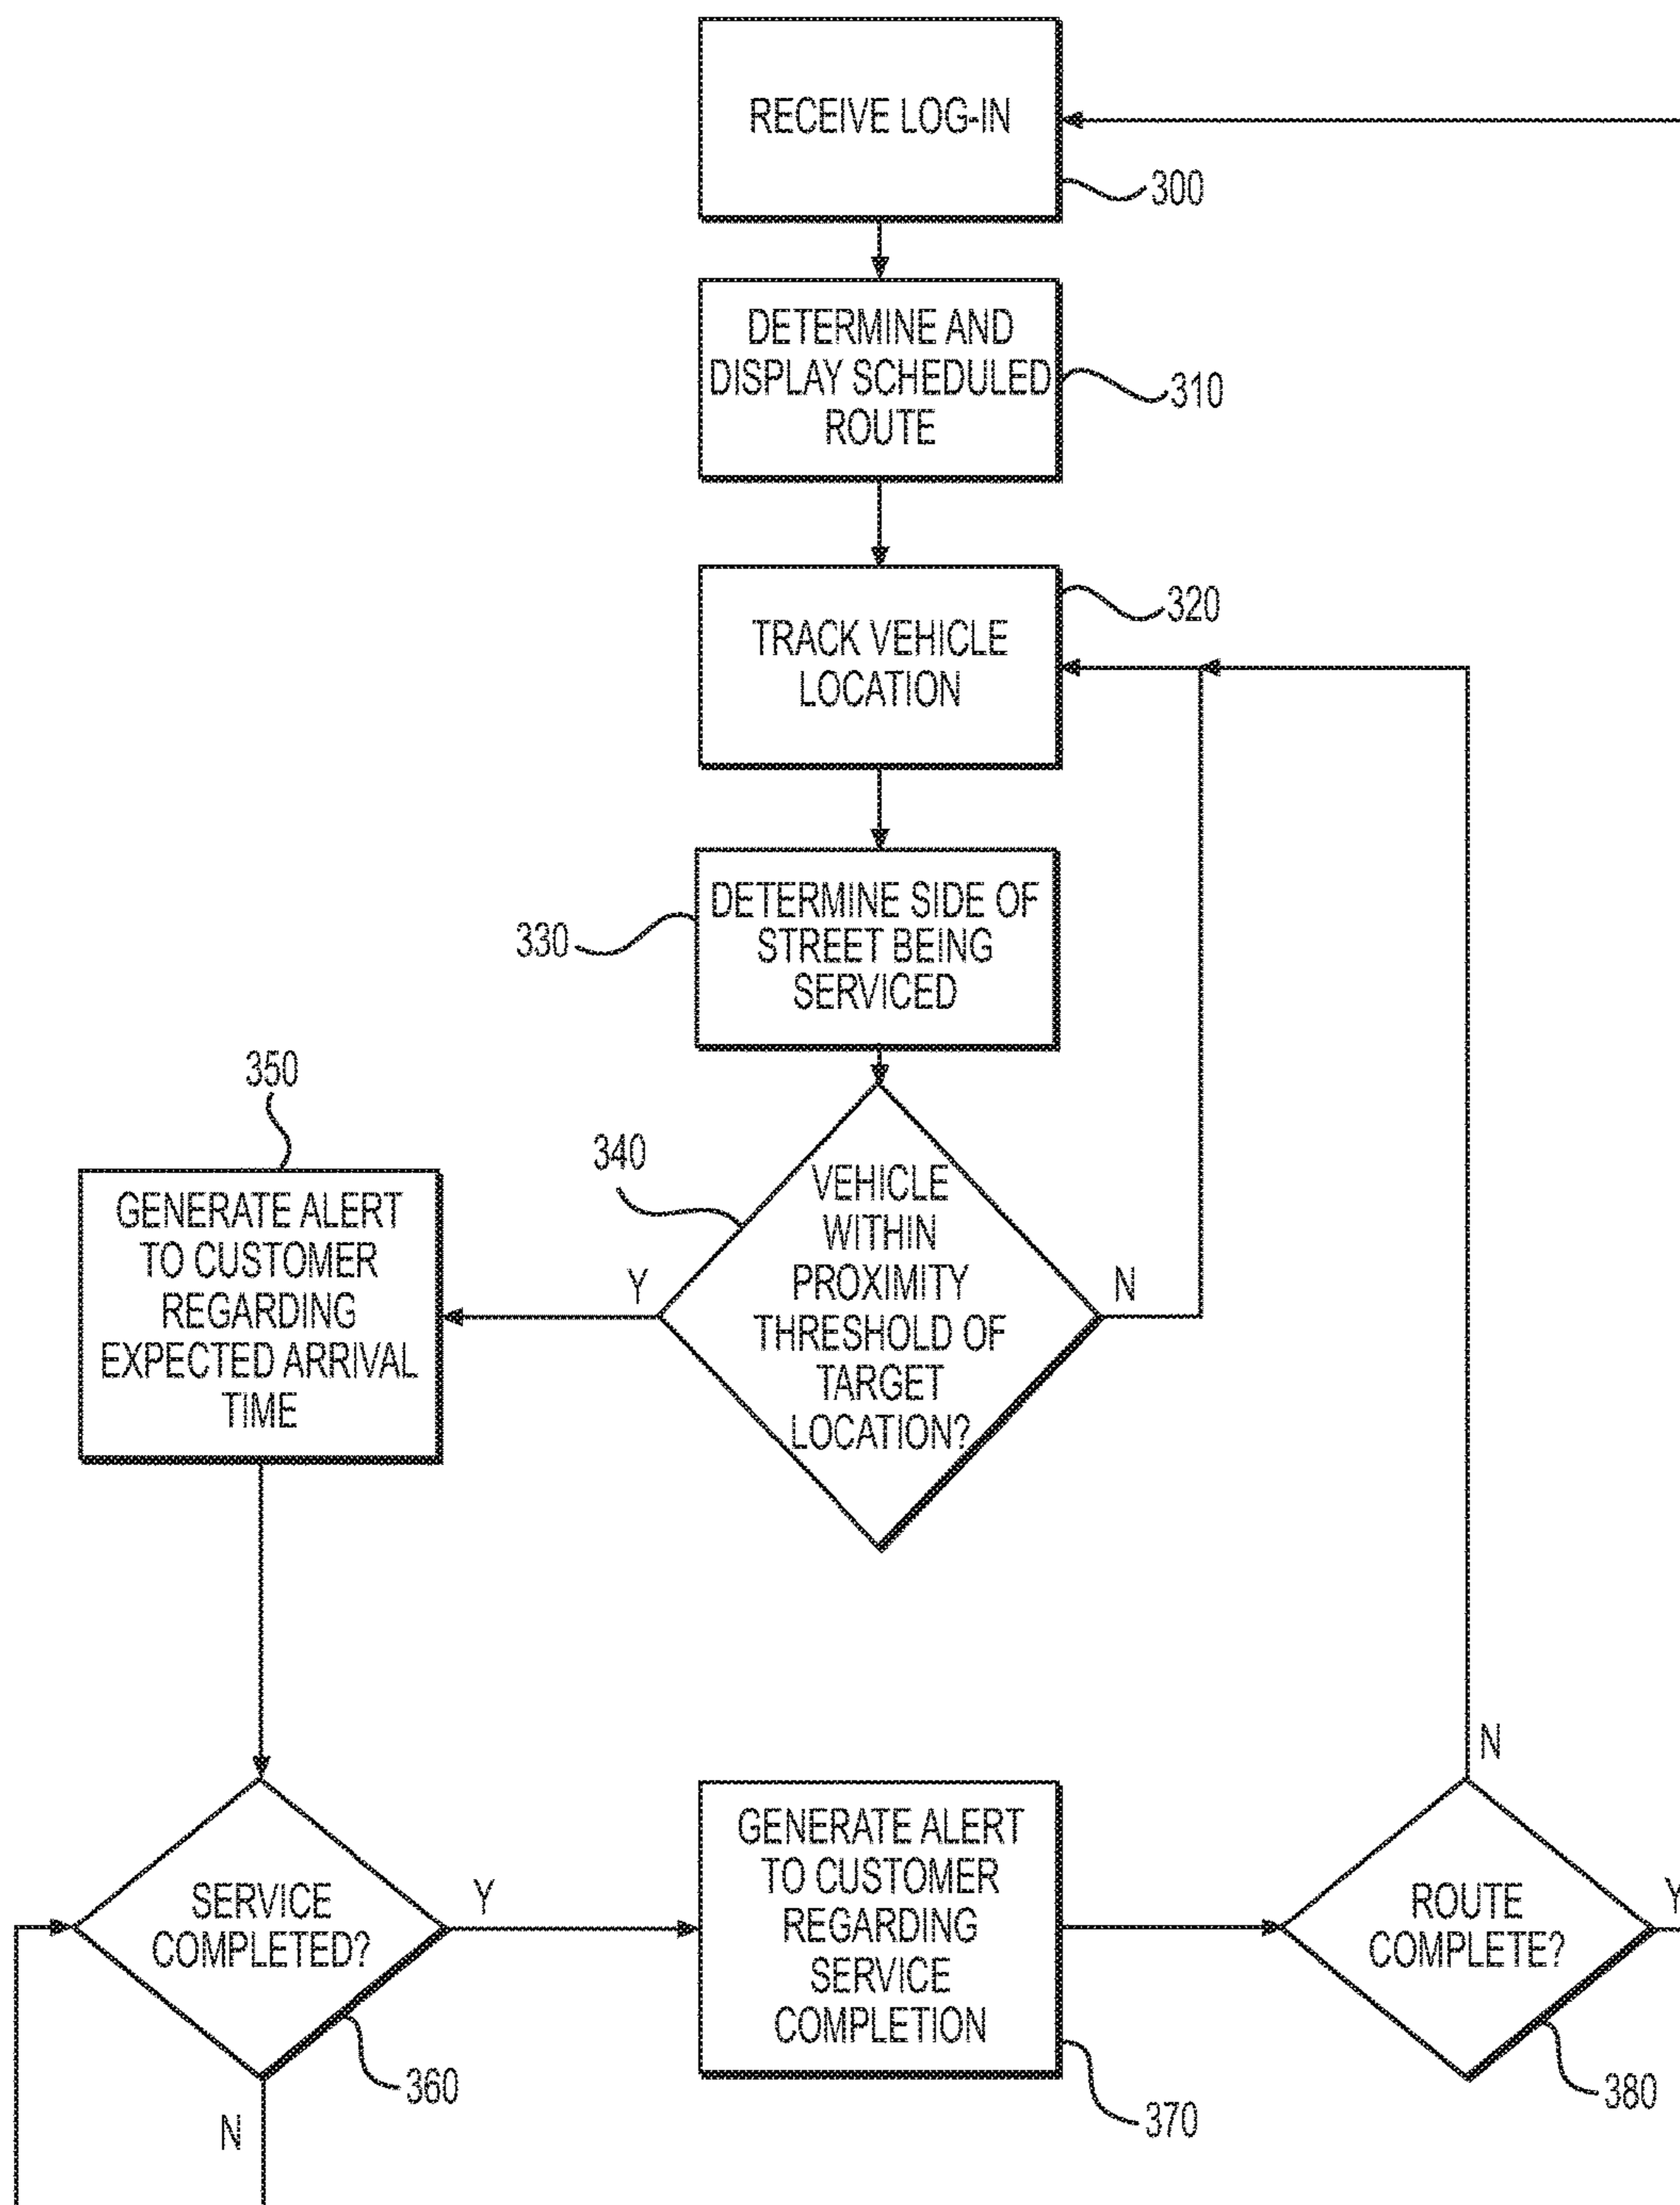 RECEIVE LOG-IN
300
DETERMINE AND
DISPLAY SCHEDULED
ROUTE
310
320
TRACK VEHICLE
LOCATION
DETERMINE SIDE OF
STREET BEING
SERVICED
330
350
340
GENERATE ALERT
TO CUSTOMER
REGARDING
EXPECTED ARRIVAL
TIME
Y
VEHICLE
WITHIN
PROXIMITY
THRESHOLD OF
TARGET
LOCATION?
N
N
SERVICE
COMPLETED?
Y
360
N
GENERATE ALERT
TO CUSTOMER
REGARDING
SERVICE
COMPLETION
370
ROUTE
COMPLETE?
Y
380